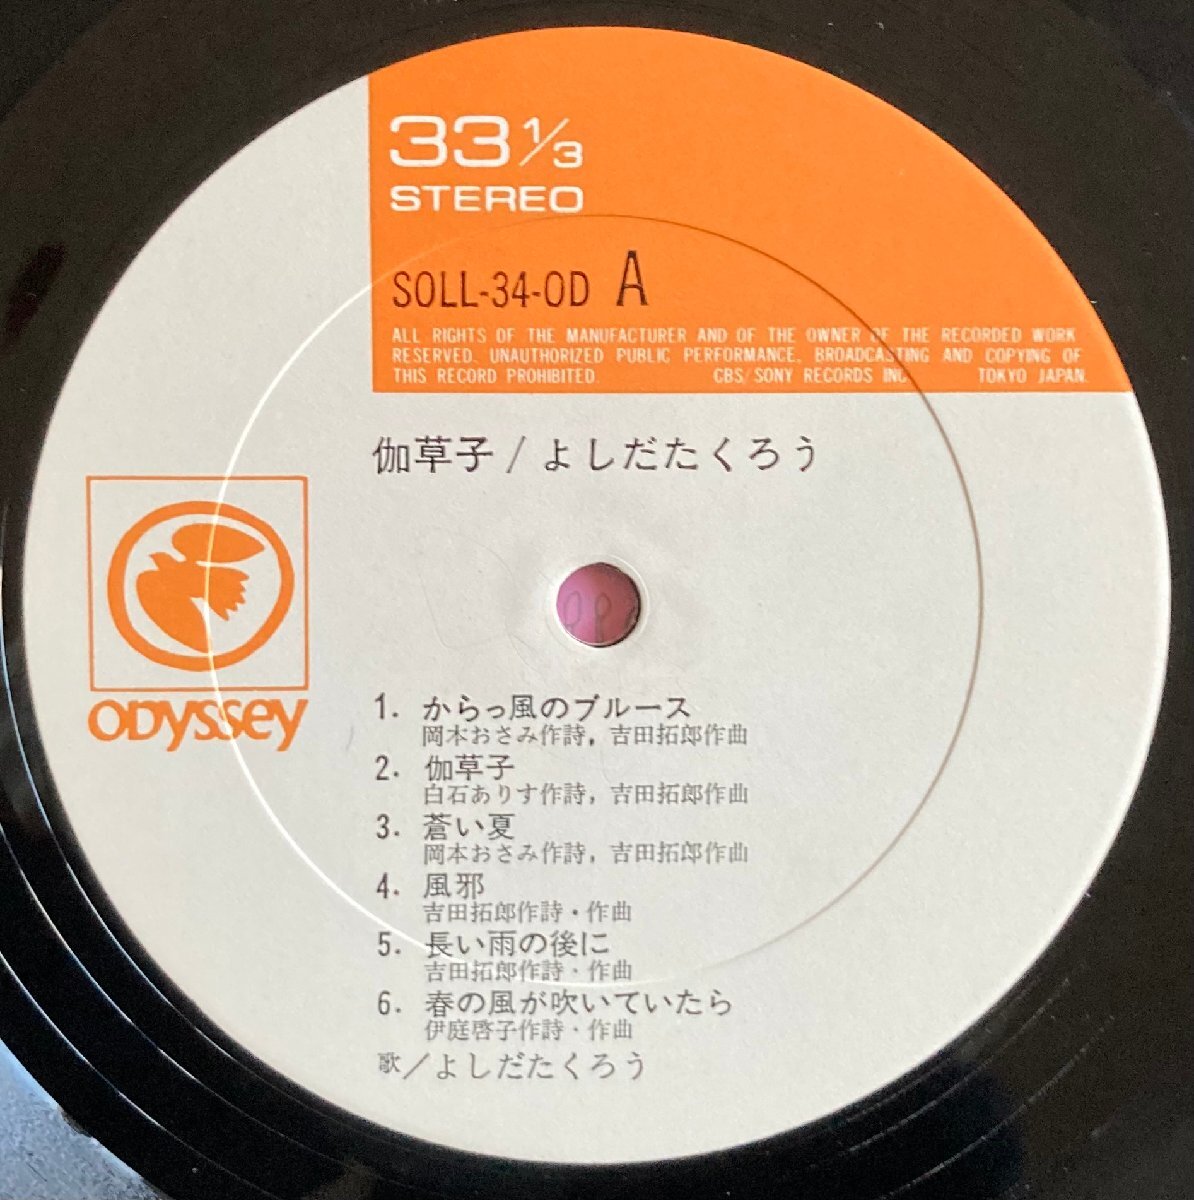 33 1/3
STEREO
SOLL-34-OD A
ALL RIGHTS OF THE MANUFACTURER AND OF THE OWNER OF THE RECORDED WORK
RESERVED. UNAUTHORIZED PUBLIC PERFORMANCE, BROADCASTING AND COPYING OF
THIS RECORD PROHIBITED. CBS/SONY RECORDS INC. TOKYO JAPAN.
伽草子/よしだたくろう
ODYSSEY
1. からっ風のブルース
岡本おさみ作詩, 吉田拓郎作曲
2. 伽草子
白石ありす作詩, 吉田拓郎作曲
3. 蒼い夏
岡本おさみ作詩, 吉田拓郎作曲
4. 風邪
吉田拓郎作詩・作曲
5. 長い雨の後に
吉田拓郎作詩・作曲
6. 春の風が吹いていたら
伊庭啓子作詩・作曲
歌/よしだたくろう